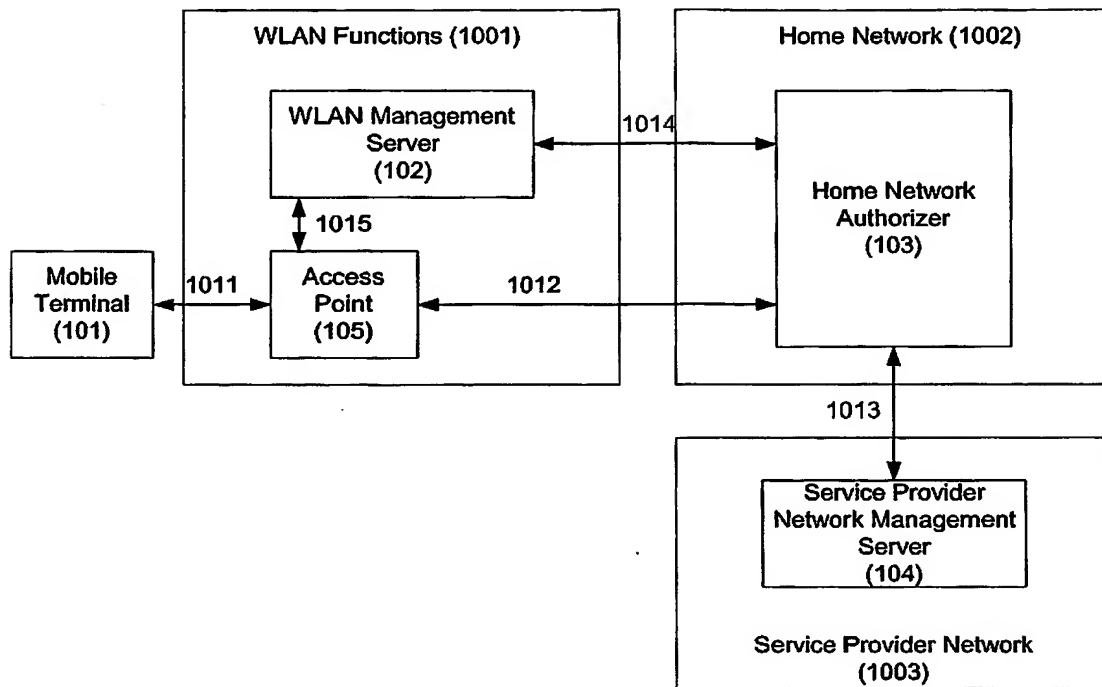 WLAN Functions (1001)
Home Network (1002)
WLAN Management
Server
(102)
1014
Home Network
Authorizer
(103)
1015
Mobile
Terminal
(101)
1011
Access
Point
(105)
1012
1013
Service Provider
Network Management
Server
(104)
Service Provider Network
(1003)